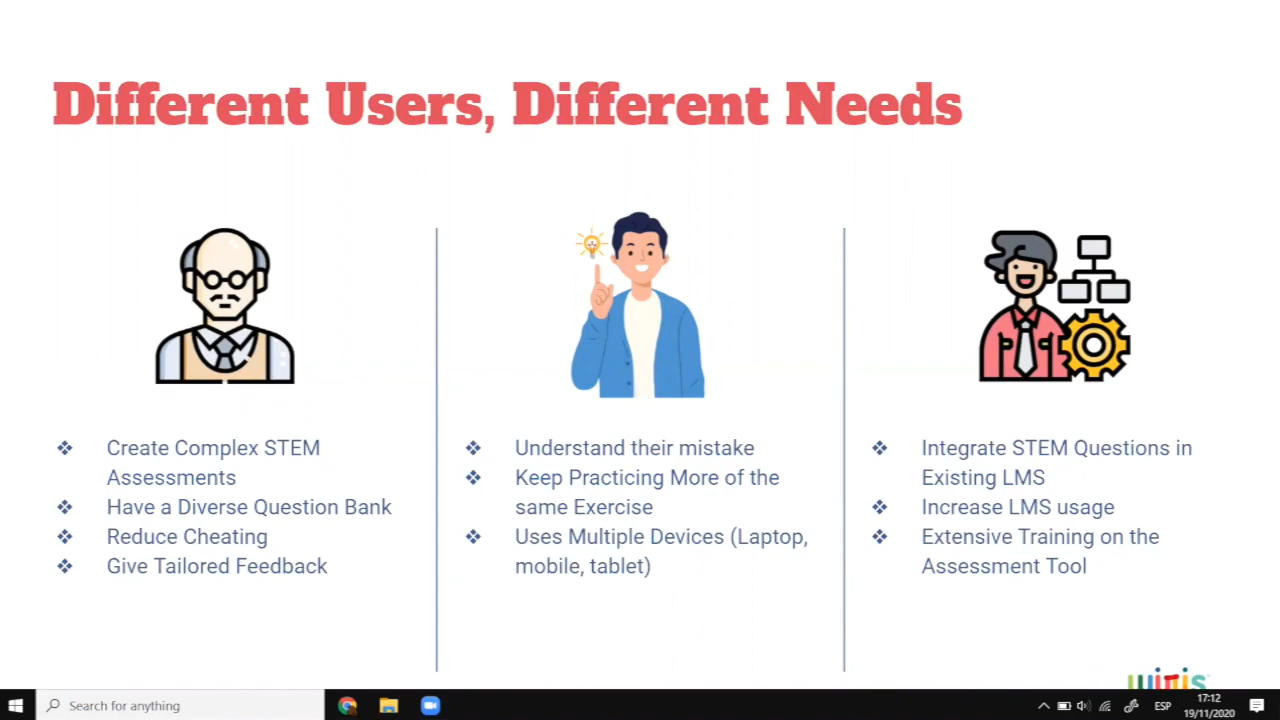 Different Users, Different Needs
❖ Create Complex STEM
Assessments
❖ Have a Diverse Question Bank
❖ Reduce Cheating
❖ Give Tailored Feedback
❖ Understand their mistake
❖ Keep Practicing More of the
same Exercise
❖ Uses Multiple Devices (Laptop,
mobile, tablet)
❖ Integrate STEM Questions in
Existing LMS
❖ Increase LMS usage
❖ Extensive Training on the
Assessment Tool
Search for anything
ESP
17:12
19/11/2020